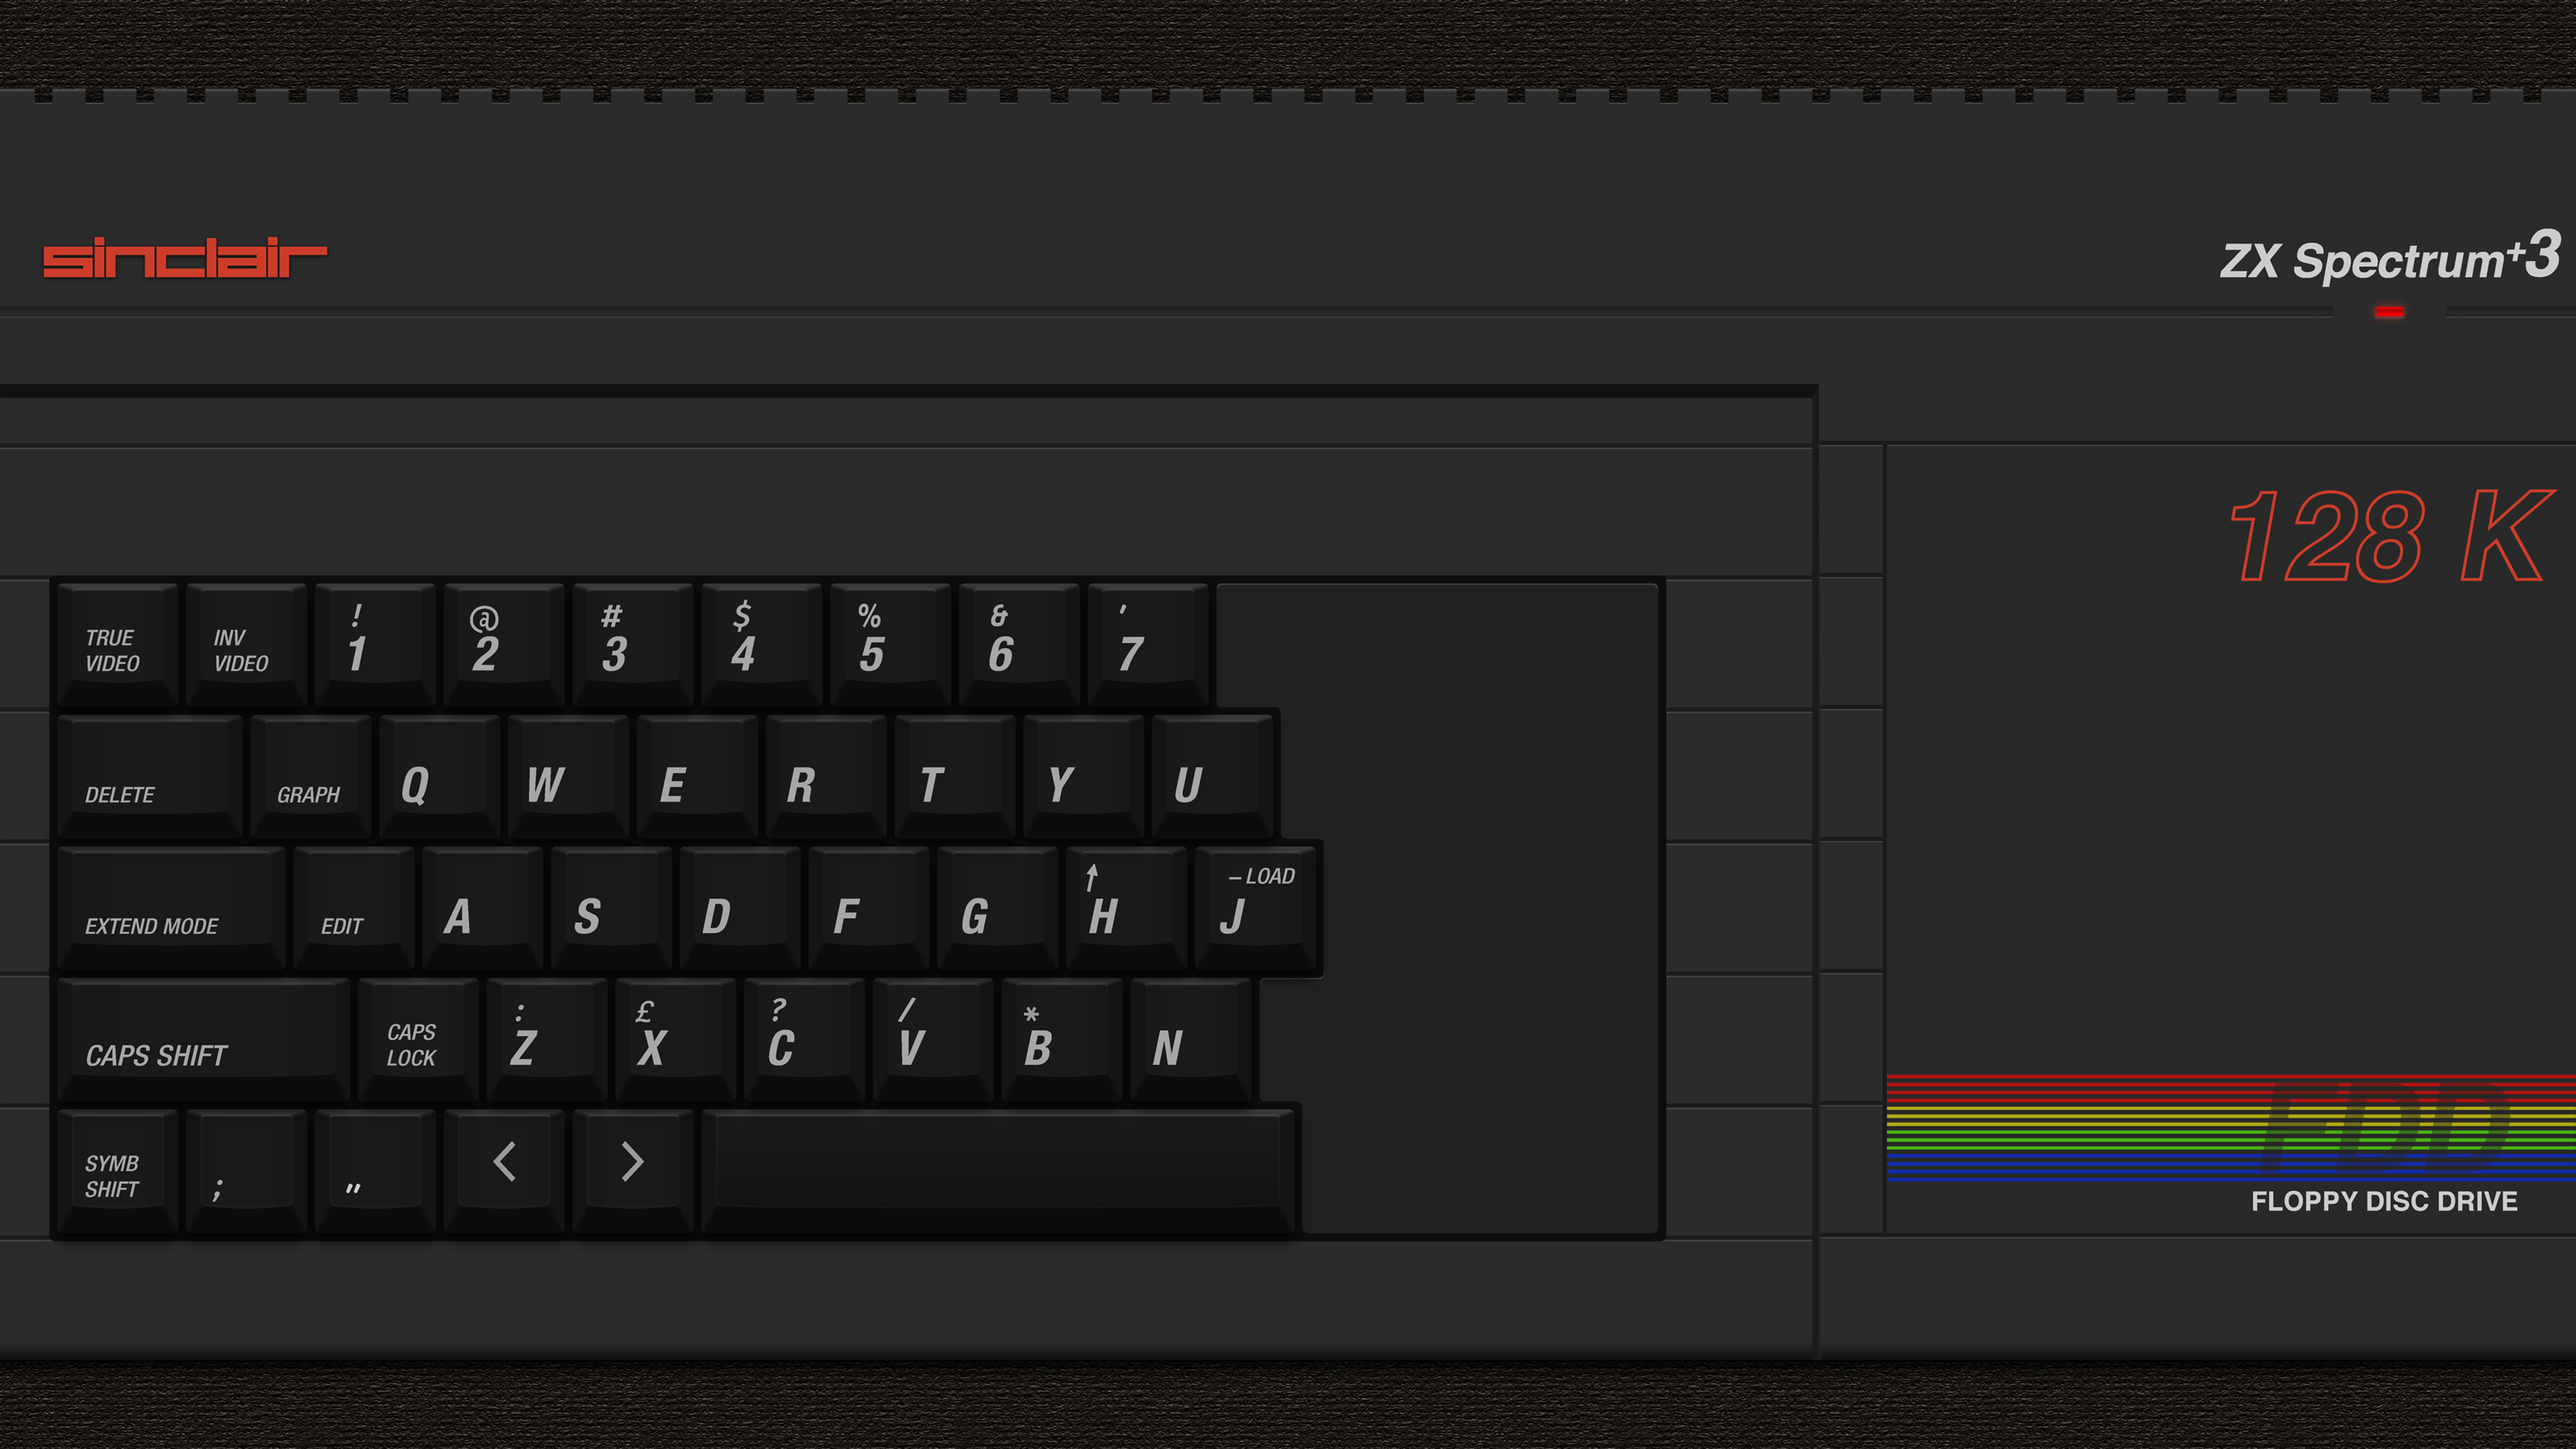 sinclair
ZX Spectrum+3
128 K
TRUE VIDEO
INV VIDEO
! 1
@ 2
# 3
$ 4
% 5
& 6
' 7
DELETE
GRAPH
Q
W
E
R
T
Y
U
EXTEND MODE
EDIT
A
S
D
F
G
↑ H
– LOAD J
CAPS SHIFT
CAPS LOCK
: Z
£ X
? C
/ V
* B
N
SYMB SHIFT
;
"
<
>
FDD
FLOPPY DISC DRIVE